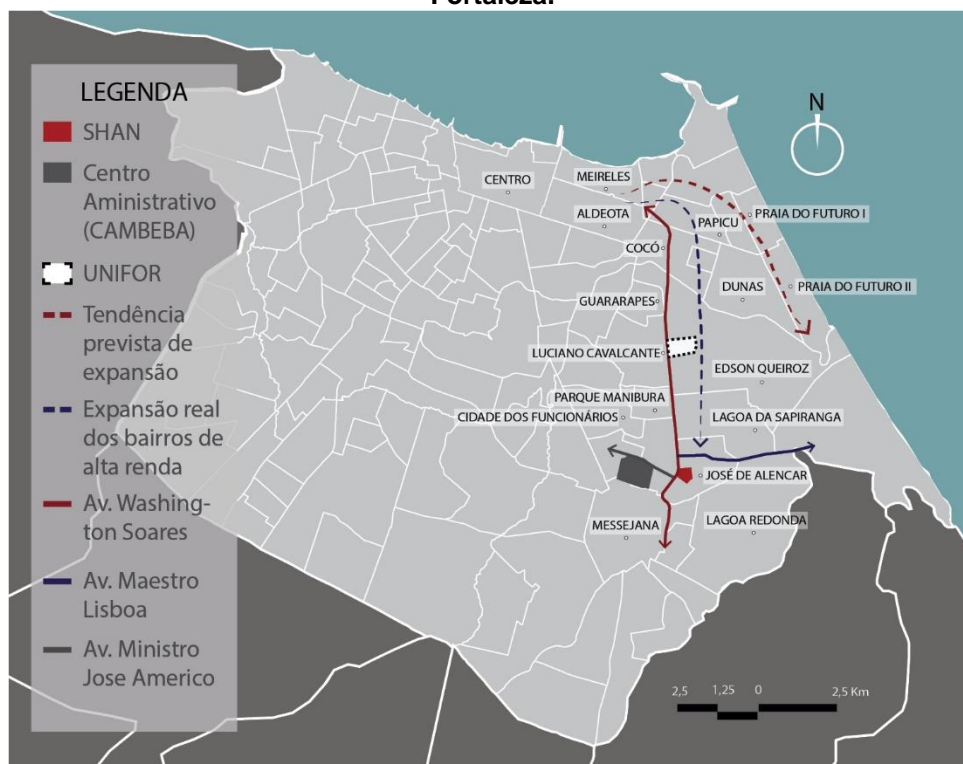 Fortaleza.
LEGENDA
SHAN
Centro
Aministrativo
(CAMBEBA)
UNIFOR
Tendência
prevista de
expansão
Expansão real
dos bairros de
alta renda
Av. Washing-
ton Soares
Av. Maestro
Lisboa
Av. Ministro
Jose Americo
N
CENTRO
MEIRELES
ALDEOTA
PAPICU
PRAIA DO FUTURO I
COCÓ
DUNAS
PRAIA DO FUTURO II
GUARARAPES
LUCIANO CAVALCANTE
EDSON QUEIROZ
PARQUE MANIBURA
CIDADE DOS FUNCIONÁRIOS
LAGOA DA SAPIRANGA
JOSÉ DE ALENCAR
MESSEJANA
LAGOA REDONDA
2,5 1,25 0 2,5 Km